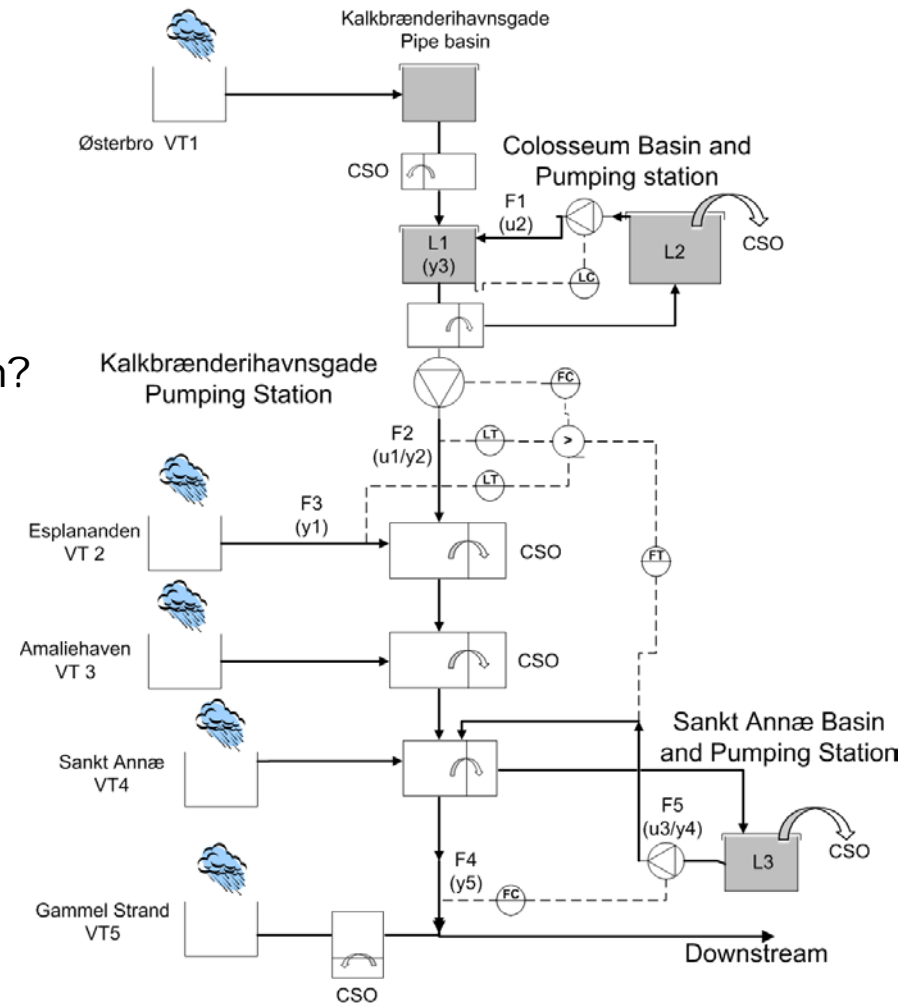 Kalkbrænderihavnsgade
Pipe basin
Østerbro VT1
CSO
Colosseum Basin and
Pumping station
F1
(u2)
L1
(y3)
L2
CSO
LC
n?
Kalkbrænderihavnsgade
Pumping Station
FC
F2
(u1/y2)
LT
>
LT
F3
(y1)
Esplananden
VT 2
CSO
FT
Amaliehaven
VT 3
CSO
Sankt Annæ Basin
and Pumping Station
Sankt Annæ
VT4
F5
(u3/y4)
L3
CSO
F4
(y5)
FC
Gammel Strand
VT5
Downstream
CSO